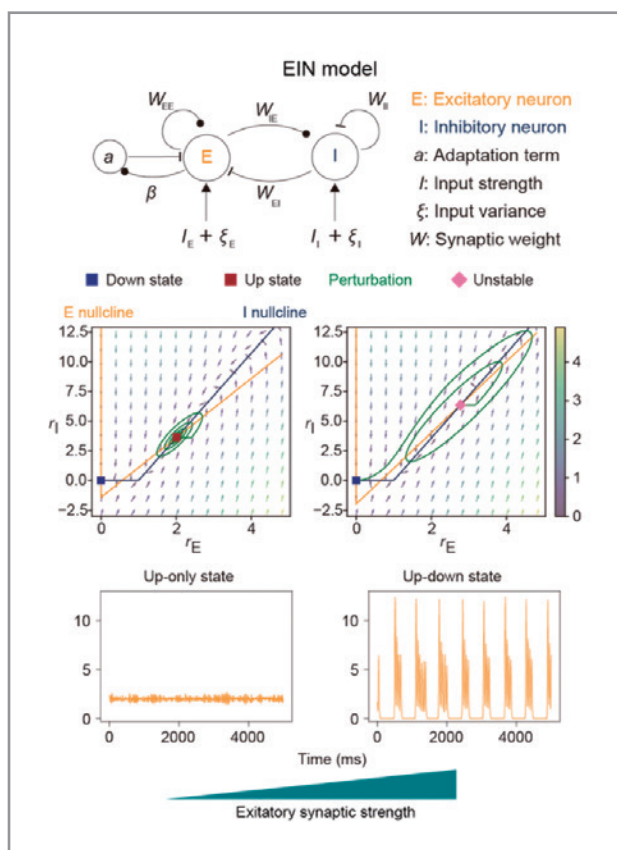 EIN model
W_EE
W_IE
W_II
a
E
I
β
W_EI
I_E + ξ_E
I_I + ξ_I
E: Excitatory neuron
I: Inhibitory neuron
a: Adaptation term
I: Input strength
ξ: Input variance
W: Synaptic weight
Down state
Up state
Perturbation
Unstable
E nullcline
I nullcline
12.5
10.0
7.5
5.0
2.5
0.0
−2.5
r_I
0
2
4
r_E
12.5
10.0
7.5
5.0
2.5
0.0
−2.5
0
2
4
r_E
4
3
2
1
0
Up-only state
10
5
0
0
2000
4000
Up-down state
10
5
0
0
2000
4000
Time (ms)
Exitatory synaptic strength